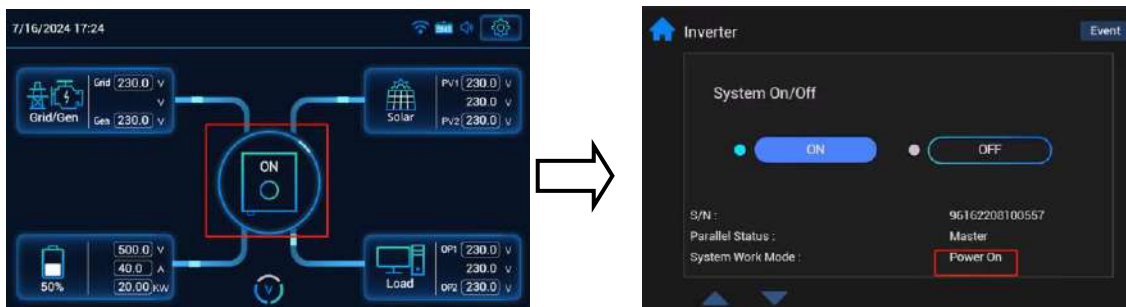 7/16/2024 17:24
Grid 230.0 V
V
Gen 230.0 V
Grid/Gen
PV1 230.0 V
230.0 V
PV2 230.0 V
Solar
ON
500.0 V
40.0 A
20.00 KW
50%
OP1 230.0 V
230.0 V
OP2 230.0 V
Load
V
Inverter
Event
System On/Off
ON
OFF
S/N : 96162208100557
Parallel Status : Master
System Work Mode : Power On